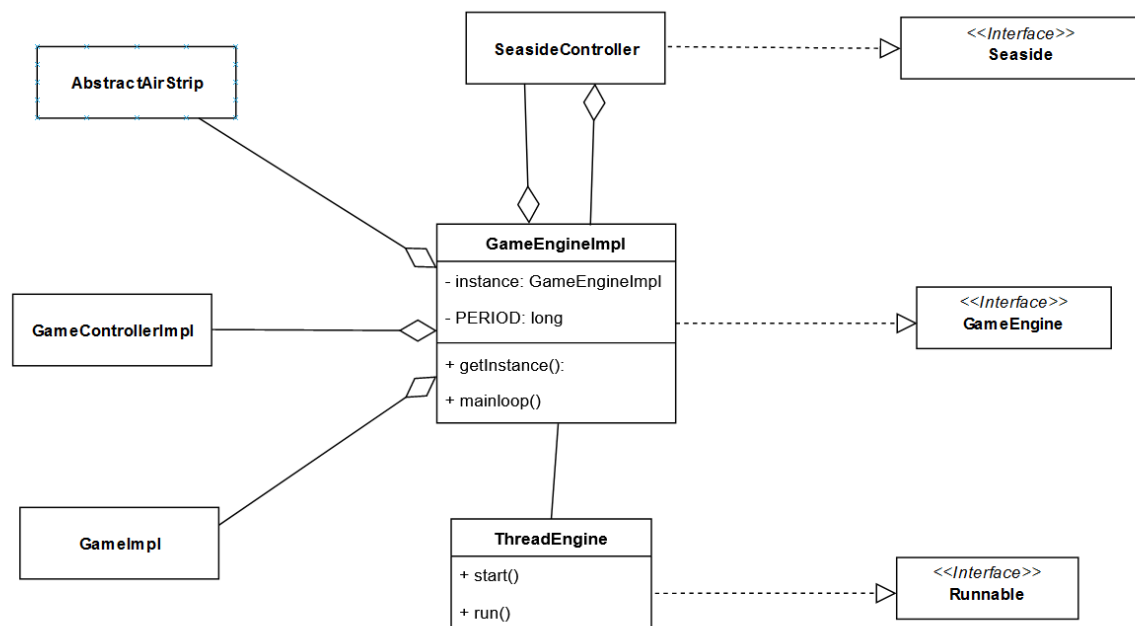 SeasideController
<<Interface>>
Seaside
AbstractAirStrip
GameEngineImpl
- instance: GameEngineImpl
- PERIOD: long
+ getInstance():
+ mainloop()
GameControllerImpl
<<Interface>>
GameEngine
GameImpl
ThreadEngine
+ start()
+ run()
<<Interface>>
Runnable